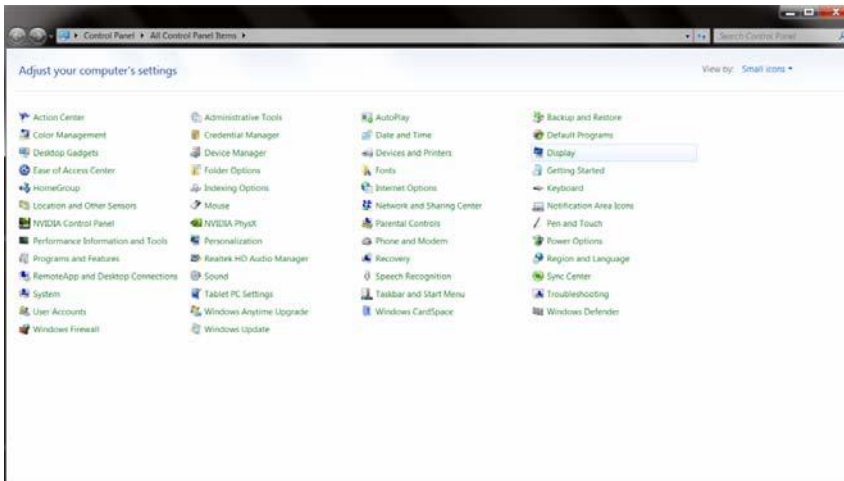 Control Panel ▸ All Control Panel Items ▸ Search Control Panel
Adjust your computer's settings View by: Small icons
Action Center Administrative Tools AutoPlay Backup and Restore
Color Management Credential Manager Date and Time Default Programs
Desktop Gadgets Device Manager Devices and Printers Display
Ease of Access Center Folder Options Fonts Getting Started
HomeGroup Indexing Options Internet Options Keyboard
Location and Other Sensors Mouse Network and Sharing Center Notification Area Icons
NVIDIA Control Panel NVIDIA PhysX Parental Controls Pen and Touch
Performance Information and Tools Personalization Phone and Modem Power Options
Programs and Features Realtek HD Audio Manager Recovery Region and Language
RemoteApp and Desktop Connections Sound Speech Recognition Sync Center
System Tablet PC Settings Taskbar and Start Menu Troubleshooting
User Accounts Windows Anytime Upgrade Windows CardSpace Windows Defender
Windows Firewall Windows Update